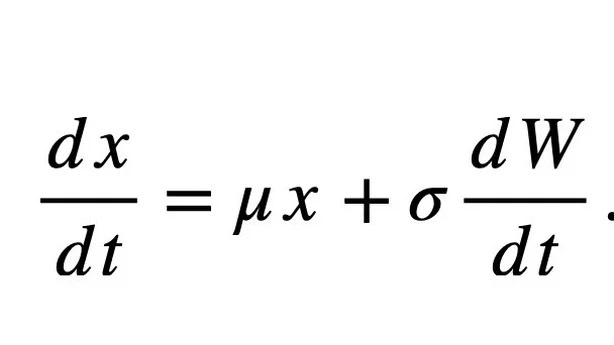 dx/dt = μx + σ dW/dt.